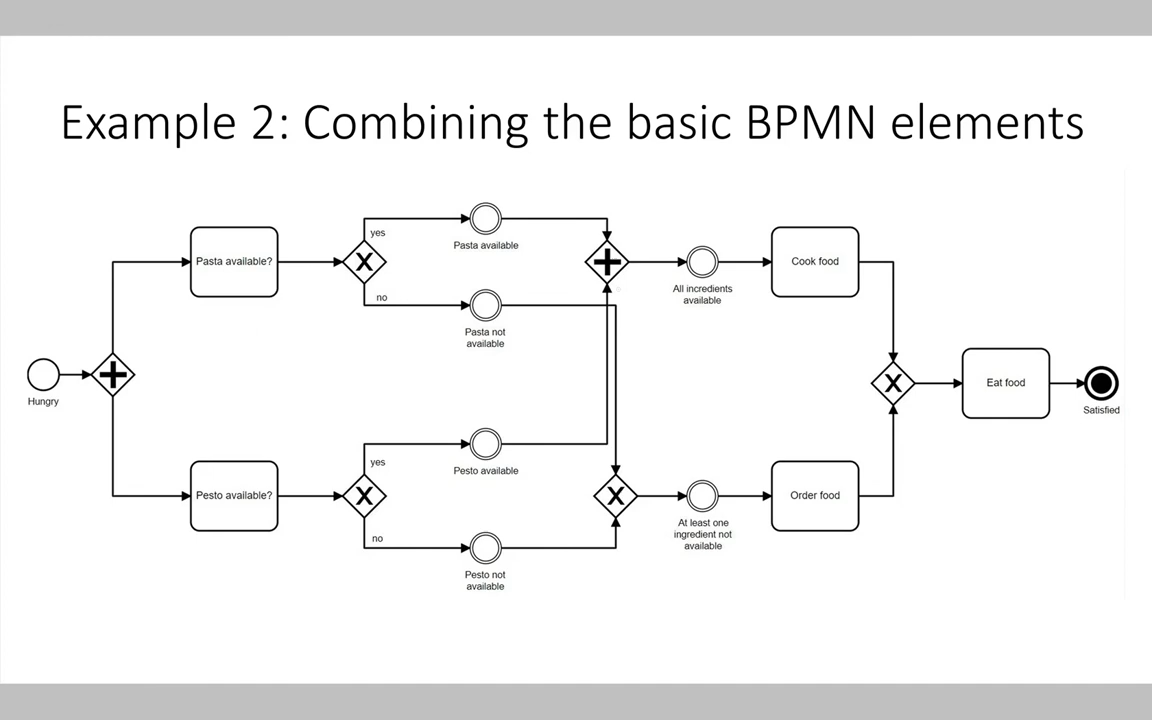 Example 2: Combining the basic BPMN elements
yes
Pasta available
Pasta available?
X
no
Pasta not
available
All incredients
available
Cook food
Hungry
X
Eat food
Satisfied
yes
Pesto available
Pesto available?
X
no
Pesto not
available
X
At least one
ingredient not
available
Order food